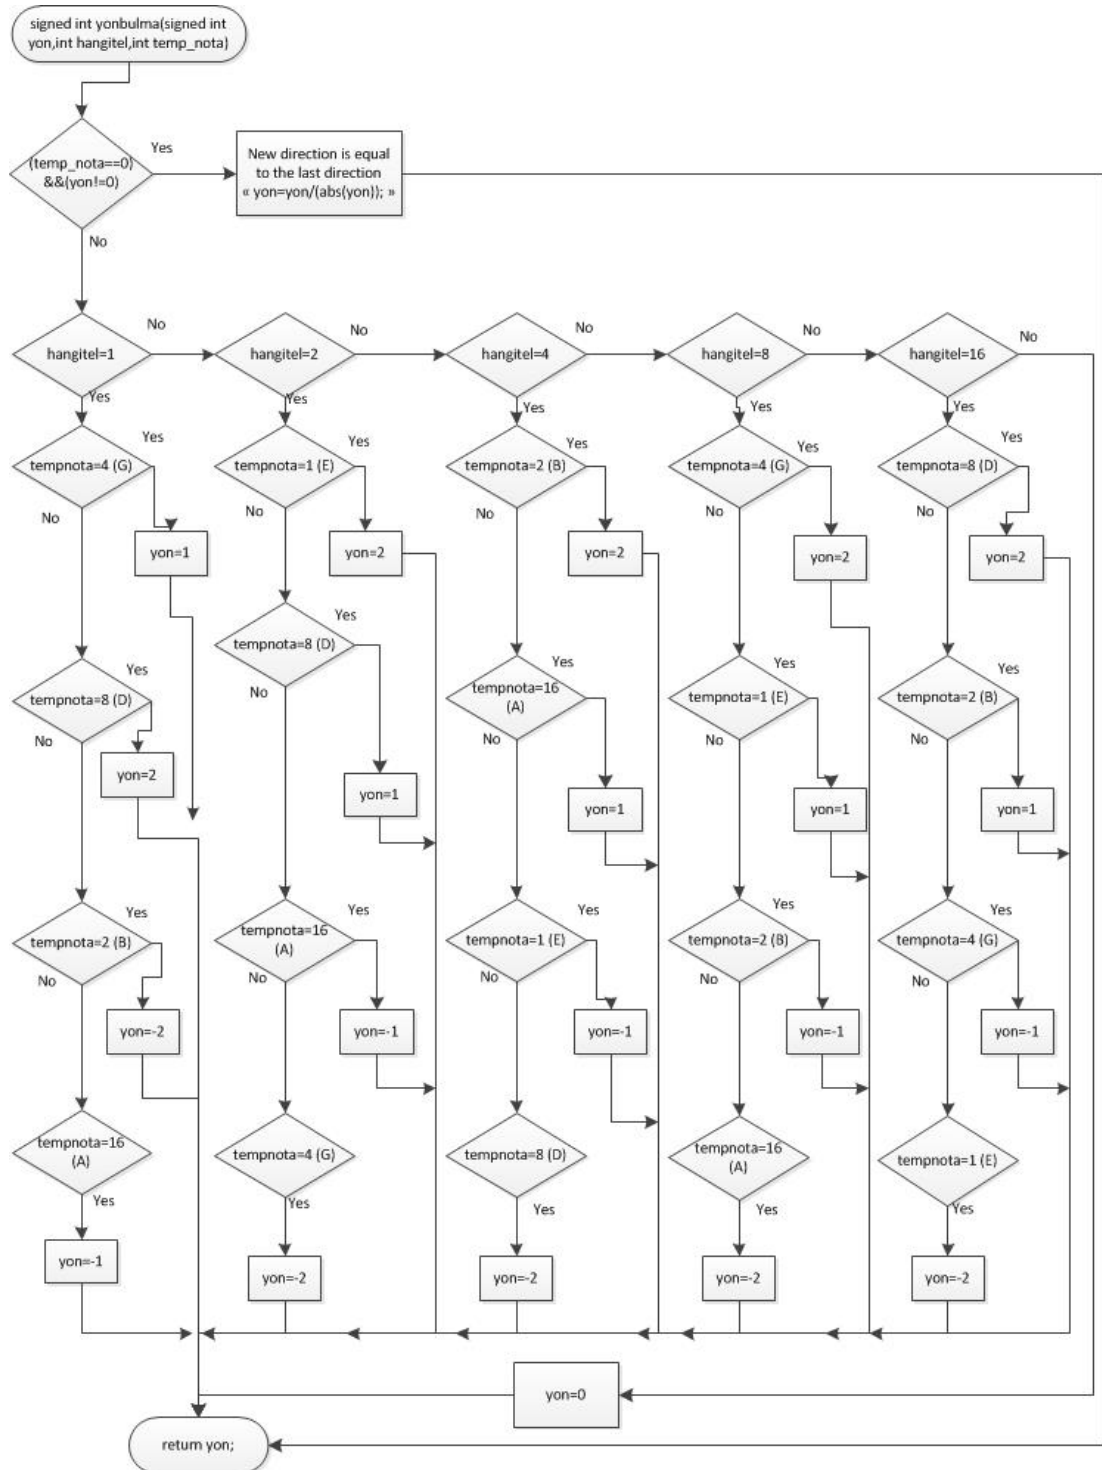 signed int yonbulma(signed int
yon,int hangitel,int temp_nota)
(temp_nota==0)
&&(yon!=0)
Yes
New direction is equal
to the last direction
« yon=yon/(abs(yon)); »
No
hangitel=1
No
hangitel=2
No
hangitel=4
No
hangitel=8
No
hangitel=16
No
Yes
Yes
Yes
Yes
Yes
tempnota=4 (G)
Yes
tempnota=1 (E)
Yes
tempnota=2 (B)
Yes
tempnota=4 (G)
Yes
tempnota=8 (D)
Yes
No
No
No
No
No
yon=1
yon=2
yon=2
yon=2
yon=2
tempnota=8 (D)
Yes
No
tempnota=8 (D)
Yes
No
tempnota=16
(A)
Yes
No
tempnota=1 (E)
Yes
No
tempnota=2 (B)
Yes
No
yon=2
yon=1
yon=1
yon=1
yon=1
tempnota=2 (B)
Yes
No
tempnota=16
(A)
Yes
No
tempnota=1 (E)
Yes
No
tempnota=2 (B)
Yes
No
tempnota=4 (G)
Yes
No
yon=-2
yon=-1
yon=-1
yon=-1
yon=-1
tempnota=16
(A)
Yes
tempnota=4 (G)
Yes
tempnota=8 (D)
Yes
tempnota=16
(A)
Yes
tempnota=1 (E)
Yes
yon=-1
yon=-2
yon=-2
yon=-2
yon=-2
yon=0
return yon;